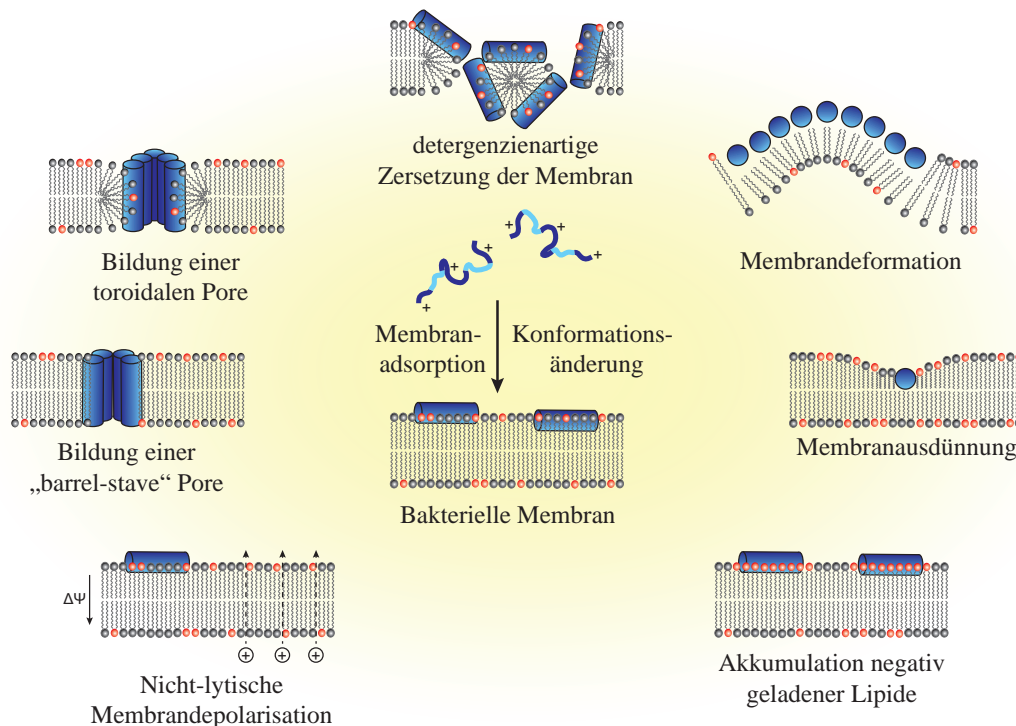 detergenzienartige
Zersetzung der Membran
Bildung einer
toroidalen Pore
Membrandeformation
+
+
+
+
+
+
Membran-
adsorption
Konformations-
änderung
Bildung einer
„barrel-stave“ Pore
Membranausdünnung
Bakterielle Membran
ΔΨ
+
+
+
Nicht-lytische
Membrandepolarisation
Akkumulation negativ
geladener Lipide